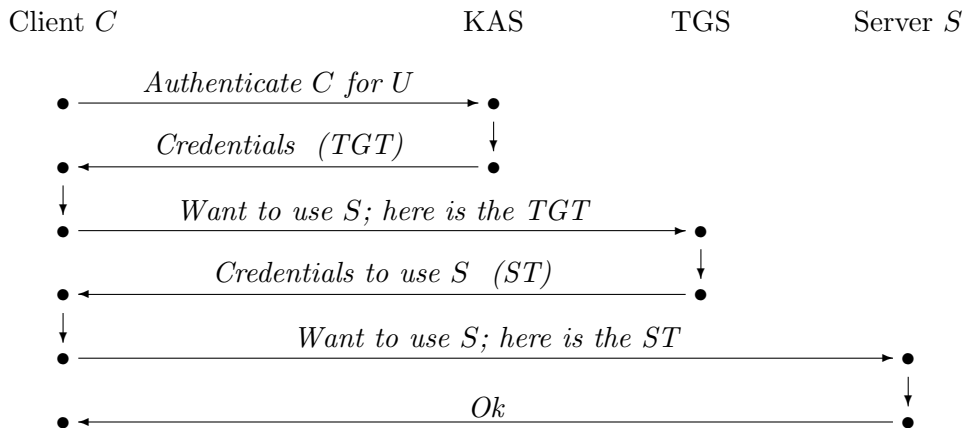 Client C KAS TGS Server S
Authenticate C for U
Credentials (TGT)
Want to use S; here is the TGT
Credentials to use S (ST)
Want to use S; here is the ST
Ok